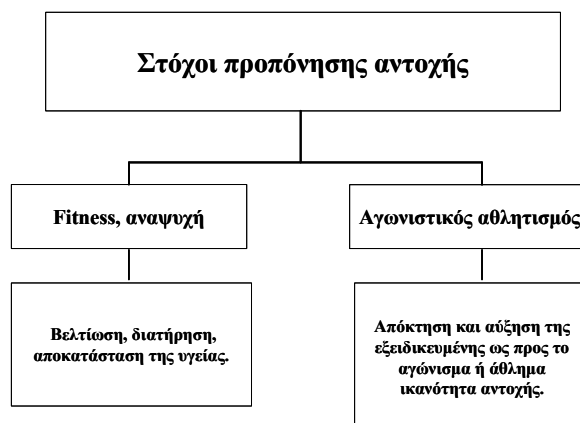 Στόχοι προπόνησης αντοχής
Fitness, αναψυχή
Αγωνιστικός αθλητισμός
Βελτίωση, διατήρηση,
αποκατάσταση της υγείας.
Απόκτηση και αύξηση της
εξειδικευμένης ως προς το
αγώνισμα ή άθλημα
ικανότητα αντοχής.